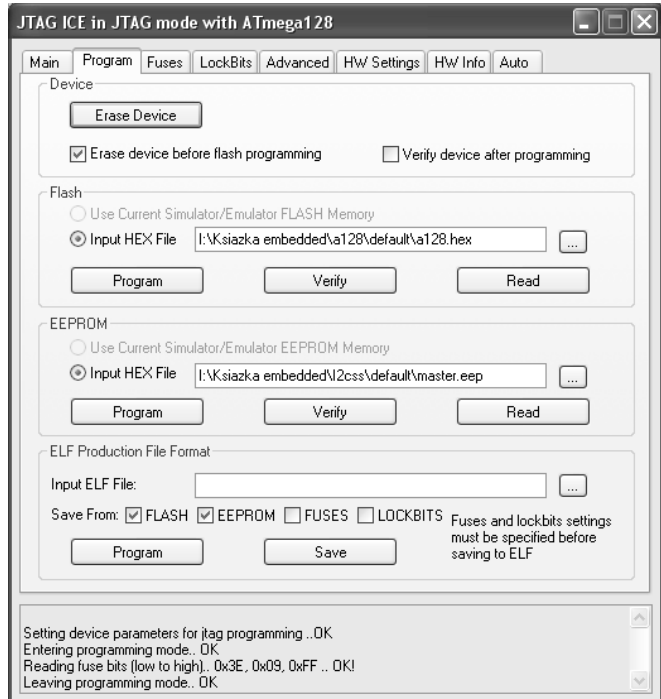 JTAG ICE in JTAG mode with ATmega128
Main Program Fuses LockBits Advanced HW Settings HW Info Auto
Device
Erase Device
Erase device before flash programming Verify device after programming
Flash
Use Current Simulator/Emulator FLASH Memory
Input HEX File I:\Ksiazka embedded\a128\default\a128.hex ...
Program Verify Read
EEPROM
Use Current Simulator/Emulator EEPROM Memory
Input HEX File I:\Ksiazka embedded\I2css\default\master.eep ...
Program Verify Read
ELF Production File Format
Input ELF File: ...
Save From: FLASH EEPROM FUSES LOCKBITS
Fuses and lockbits settings
must be specified before
saving to ELF
Program Save
Setting device parameters for jtag programming ..OK
Entering programming mode.. OK
Reading fuse bits (low to high).. 0x3E, 0x09, 0xFF .. OK!
Leaving programming mode.. OK